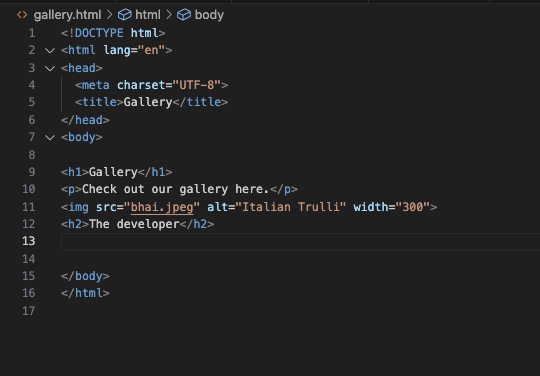 gallery.html > html > body
1 <!DOCTYPE html>
2 <html lang="en">
3 <head>
4 <meta charset="UTF-8">
5 <title>Gallery</title>
6 </head>
7 <body>
8
9 <h1>Gallery</h1>
10 <p>Check out our gallery here.</p>
11 <img src="bhai.jpeg" alt="Italian Trulli" width="300">
12 <h2>The developer</h2>
13
14
15 </body>
16 </html>
17